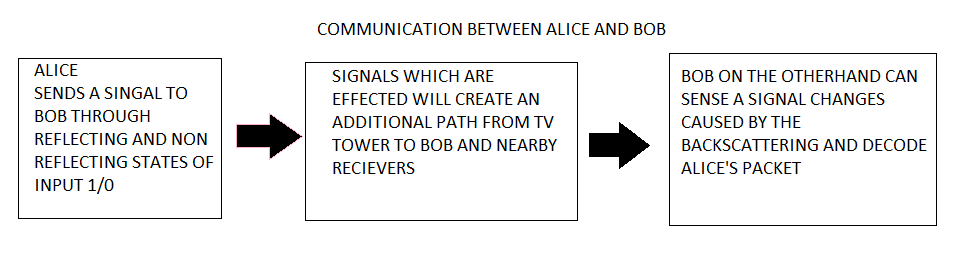 COMMUNICATION BETWEEN ALICE AND BOB
ALICE
SENDS A SINGAL TO
BOB THROUGH
REFLECTING AND NON
REFLECTING STATES OF
INPUT 1/0
SIGNALS WHICH ARE
EFFECTED WILL CREATE AN
ADDITIONAL PATH FROM TV
TOWER TO BOB AND NEARBY
RECIEVERS
BOB ON THE OTHERHAND CAN
SENSE A SIGNAL CHANGES
CAUSED BY THE
BACKSCATTERING AND DECODE
ALICE'S PACKET